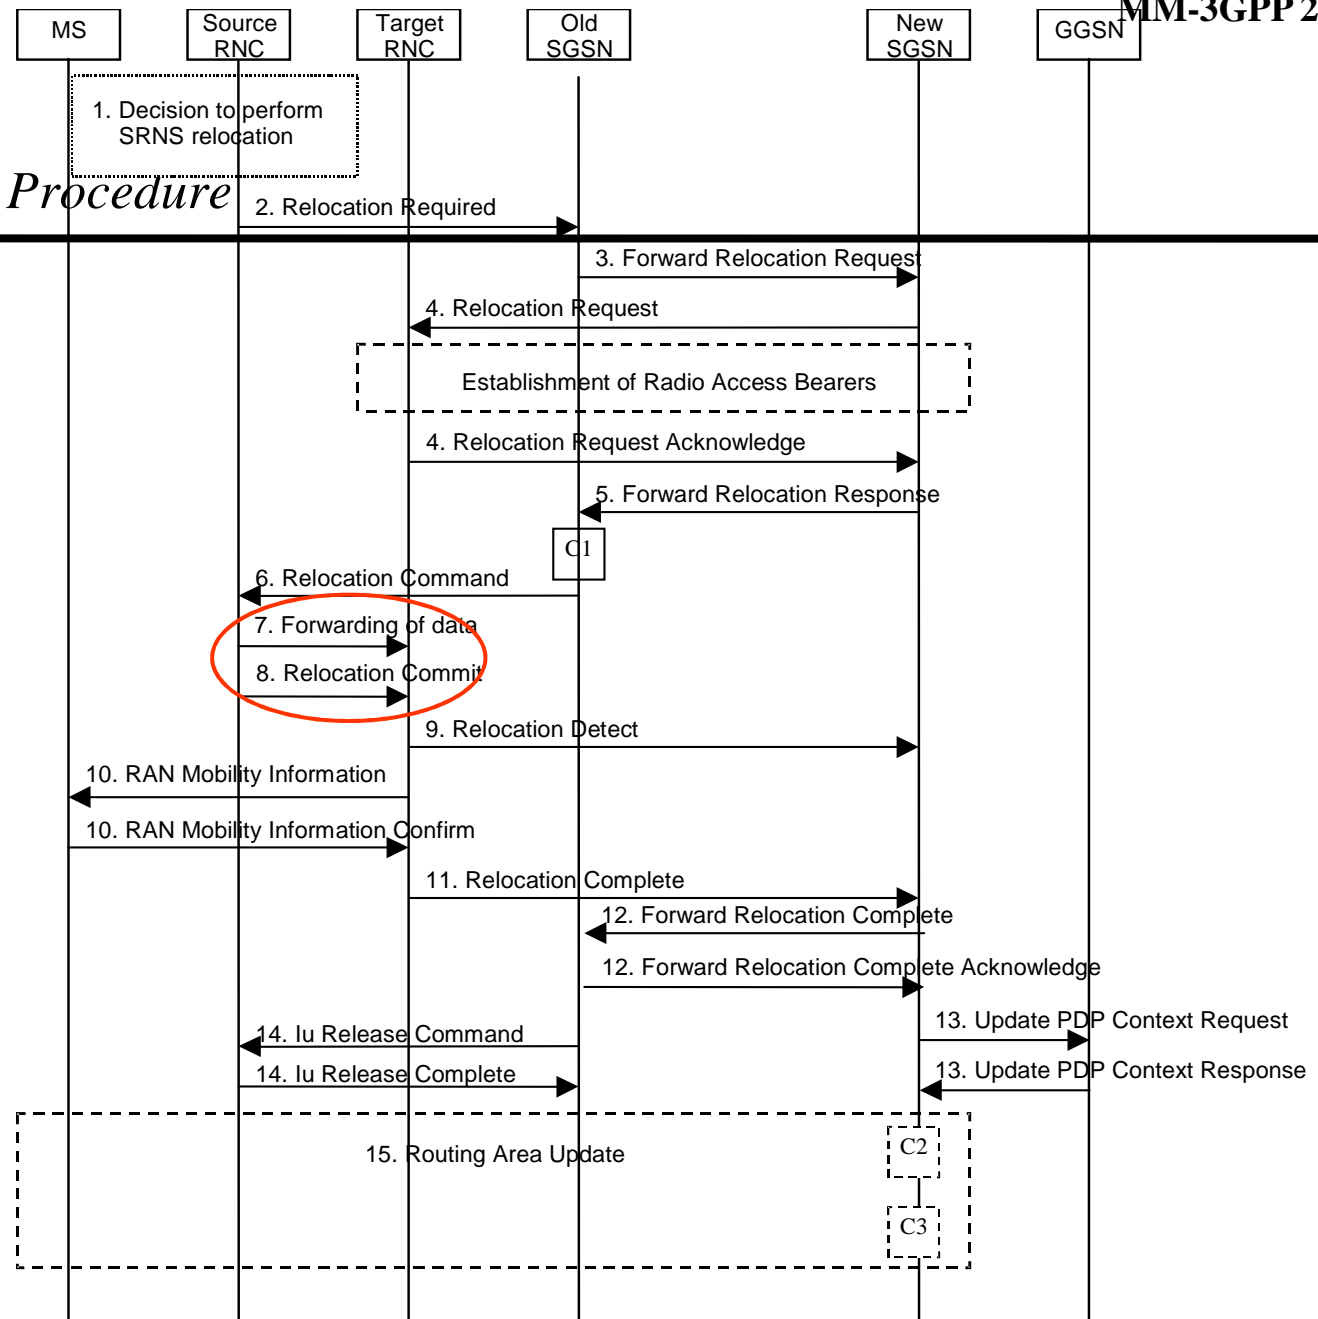 MM-3GPP 2
MS
Source
RNC
Target
RNC
Old
SGSN
New
SGSN
GGSN
1. Decision to perform
SRNS relocation
Procedure
2. Relocation Required
3. Forward Relocation Request
4. Relocation Request
Establishment of Radio Access Bearers
4. Relocation Request Acknowledge
5. Forward Relocation Response
C1
6. Relocation Command
7. Forwarding of data
8. Relocation Commit
9. Relocation Detect
10. RAN Mobility Information
10. RAN Mobility Information Confirm
11. Relocation Complete
12. Forward Relocation Complete
12. Forward Relocation Complete Acknowledge
13. Update PDP Context Request
14. Iu Release Command
13. Update PDP Context Response
14. Iu Release Complete
15. Routing Area Update
C2
C3